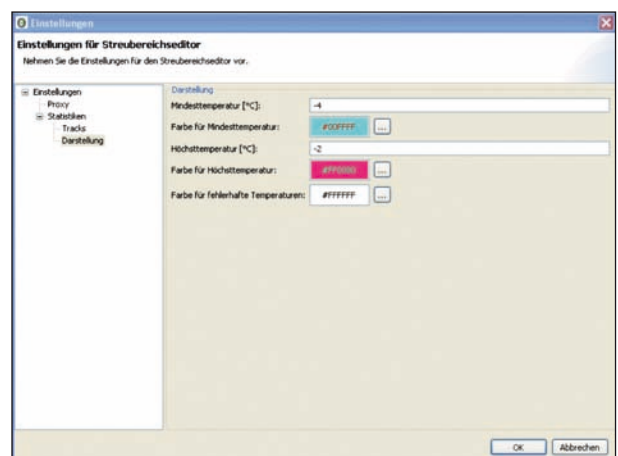 Einstellungen
Einstellungen für Streubereichseditor
Nehmen Sie die Einstellungen für den Streubereichseditor vor.
Einstellungen
Proxy
Statistiken
Tracks
Darstellung
Darstellung
Mindesttemperatur [°C]:
-4
Farbe für Mindesttemperatur:
#00FFFF
...
Höchsttemperatur [°C]:
-2
Farbe für Höchsttemperatur:
#FF0000
...
Farbe für fehlerhafte Temperaturen:
#FFFFFF
...
OK
Abbrechen